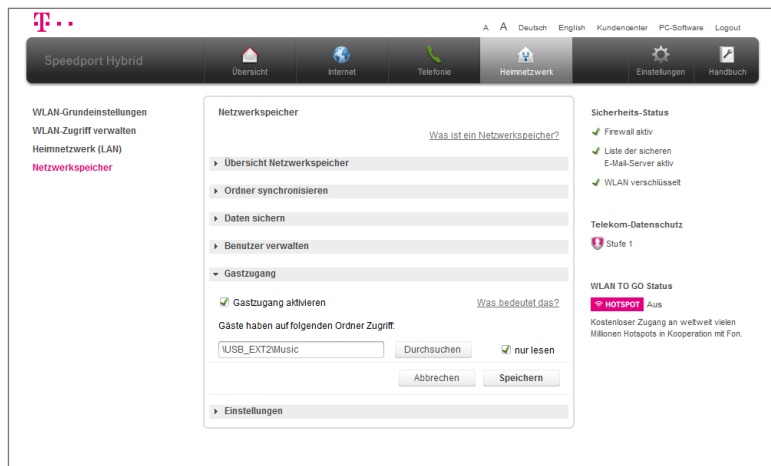 T
A A Deutsch English Kundencenter PC-Software Logout
Speedport Hybrid
Übersicht Internet Telefonie Heimnetzwerk Einstellungen Handbuch
WLAN-Grundeinstellungen
WLAN-Zugriff verwalten
Heimnetzwerk (LAN)
Netzwerkspeicher
Netzwerkspeicher
Was ist ein Netzwerkspeicher?
Übersicht Netzwerkspeicher
Ordner synchronisieren
Daten sichern
Benutzer verwalten
Gastzugang
Gastzugang aktivieren Was bedeutet das?
Gäste haben auf folgenden Ordner Zugriff:
\USB_EXT2\Music Durchsuchen nur lesen
Abbrechen Speichern
Einstellungen
Sicherheits-Status
Firewall aktiv
Liste der sicheren
E-Mail-Server aktiv
WLAN verschlüsselt
Telekom-Datenschutz
Stufe 1
WLAN TO GO Status
HOTSPOT Aus
Kostenloser Zugang an weltweit vielen
Millionen Hotspots in Kooperation mit Fon.